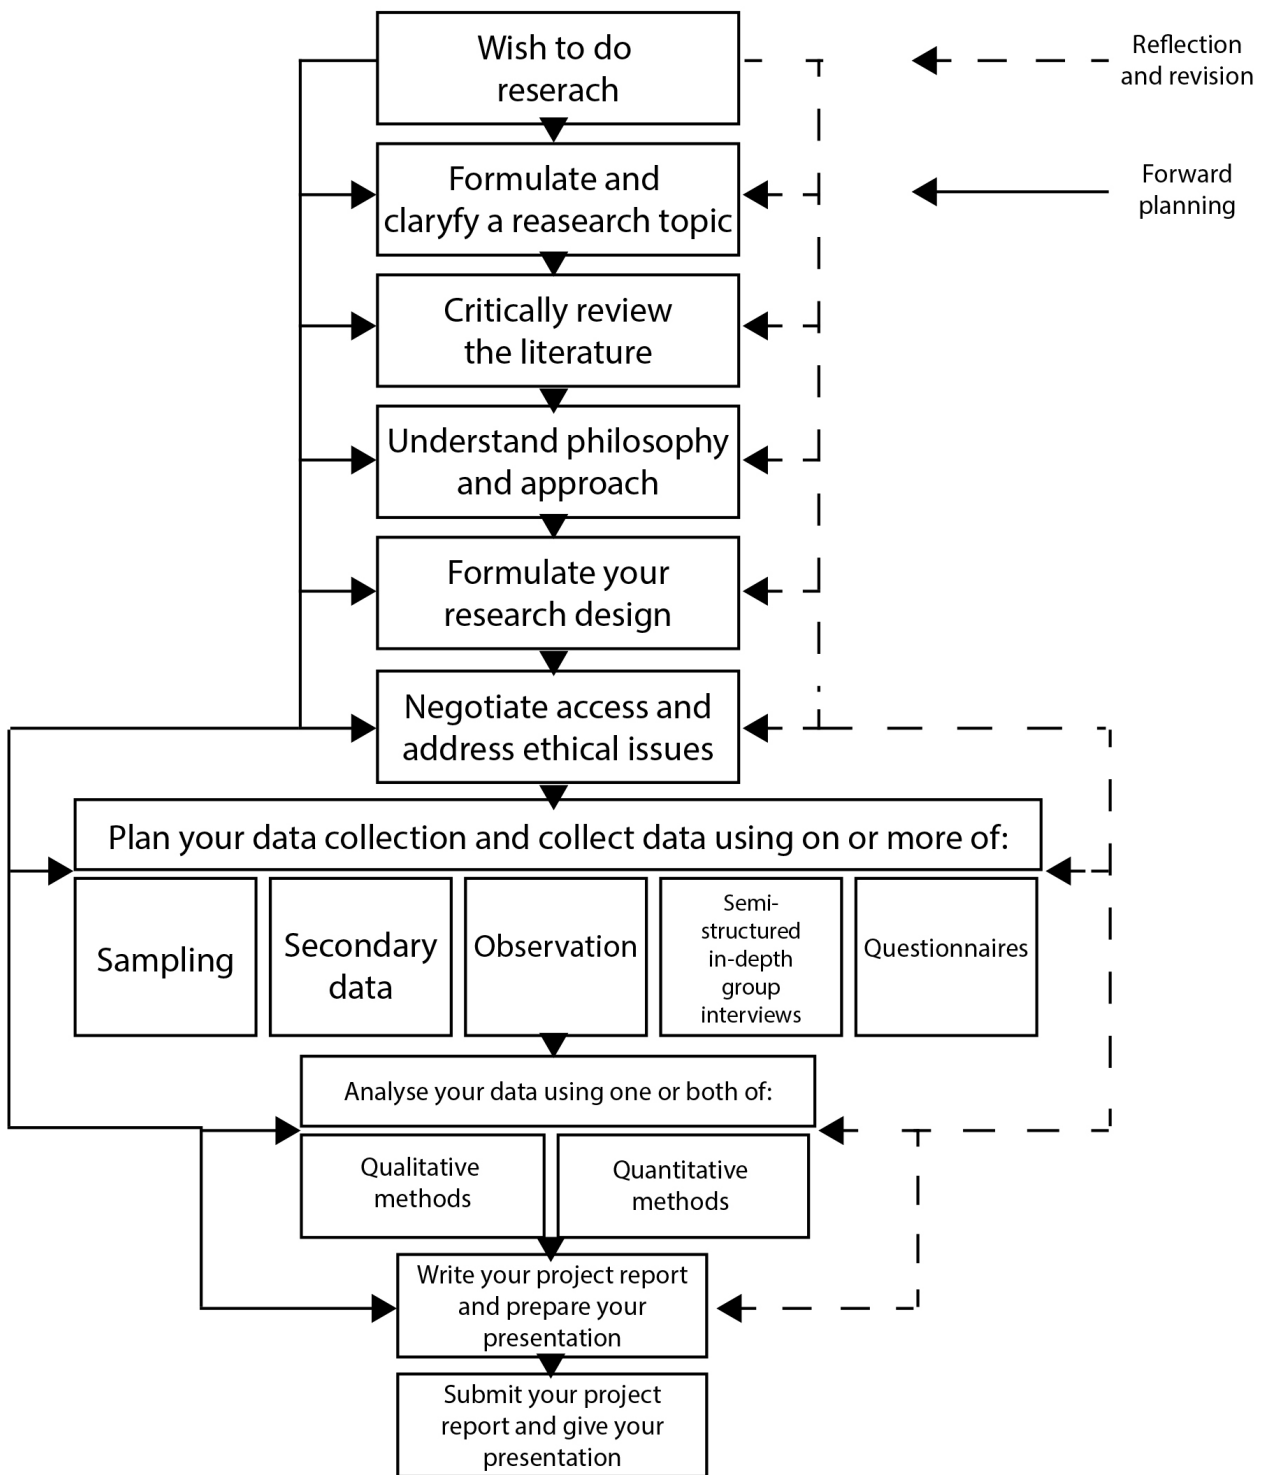 Wish to do
reserach
Reflection
and revision
Formulate and
claryfy a reasearch topic
Forward
planning
Critically review
the literature
Understand philosophy
and approach
Formulate your
research design
Negotiate access and
address ethical issues
Plan your data collection and collect data using on or more of:
Sampling
Secondary
data
Observation
Semi-
structured
in-depth
group
interviews
Questionnaires
Analyse your data using one or both of:
Qualitative
methods
Quantitative
methods
Write your project report
and prepare your
presentation
Submit your project
report and give your
presentation